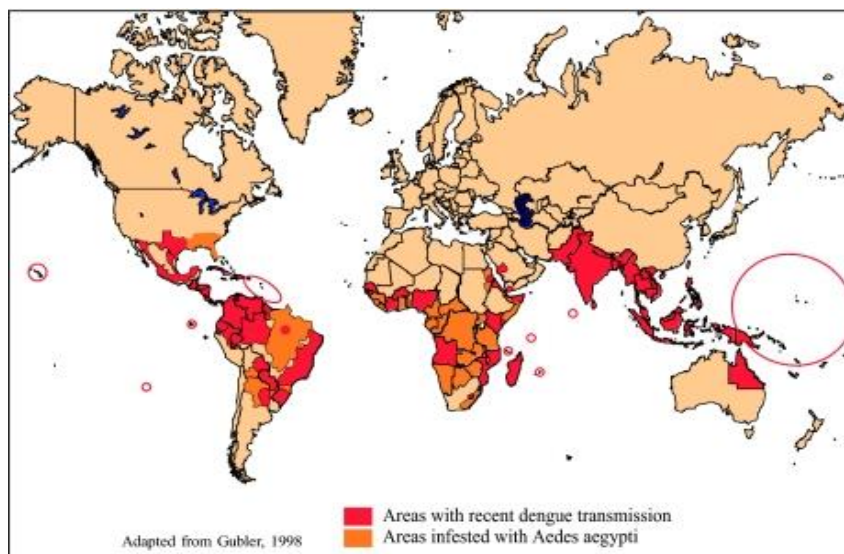 Areas with recent dengue transmission
Areas infested with Aedes aegypti
Adapted from Gubler, 1998